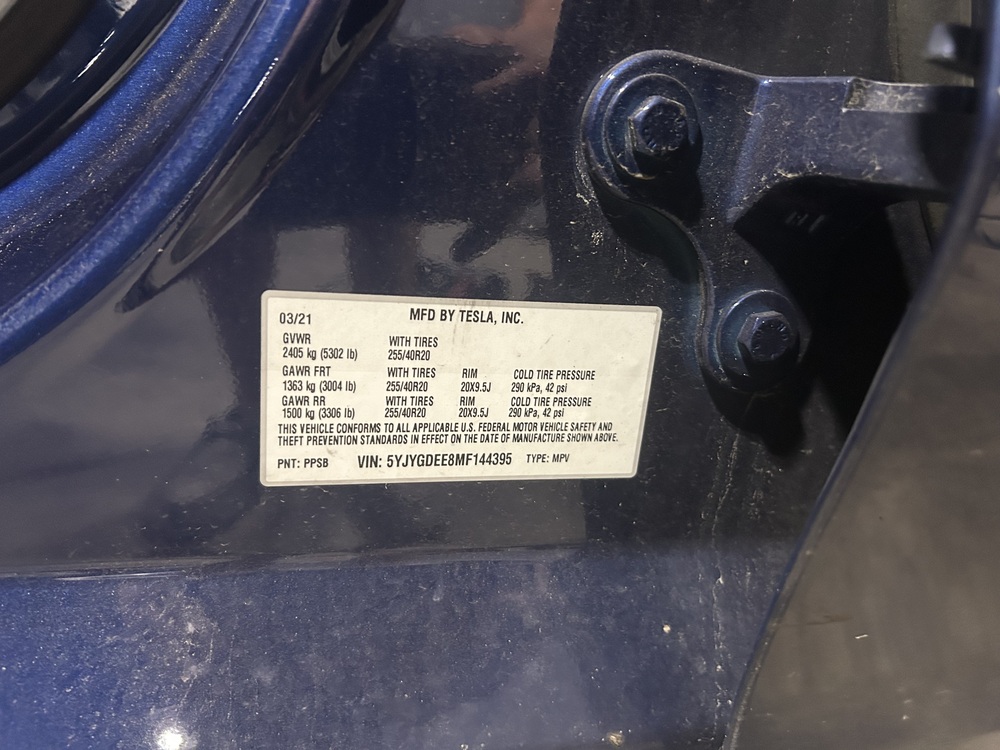 03/21 MFD BY TESLA, INC.
GVWR WITH TIRES
2405 kg (5302 lb) 255/40R20
GAWR FRT WITH TIRES RIM COLD TIRE PRESSURE
1363 kg (3004 lb) 255/40R20 20X9.5J 290 kPa, 42 psi
GAWR RR WITH TIRES RIM COLD TIRE PRESSURE
1500 kg (3306 lb) 255/40R20 20X9.5J 290 kPa, 42 psi
THIS VEHICLE CONFORMS TO ALL APPLICABLE U.S. FEDERAL MOTOR VEHICLE SAFETY AND
THEFT PREVENTION STANDARDS IN EFFECT ON THE DATE OF MANUFACTURE SHOWN ABOVE.
PNT: PPSB VIN: 5YJYGDEE8MF144395 TYPE: MPV